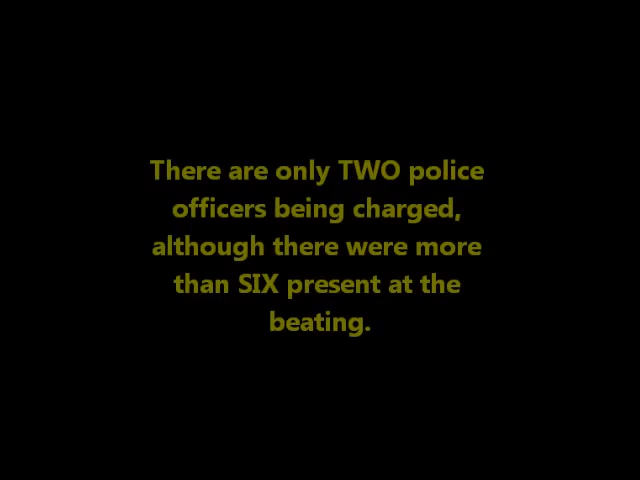 There are only TWO police
officers being charged,
although there were more
than SIX present at the
beating.